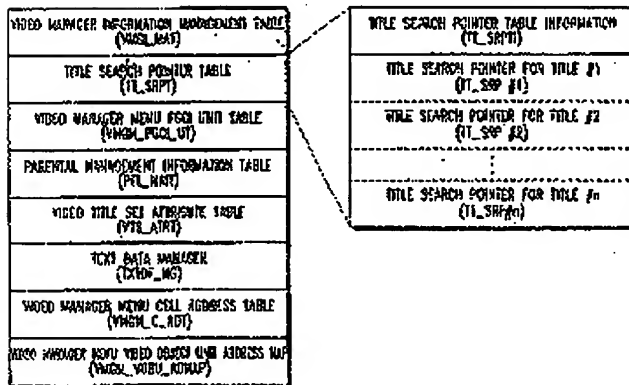 VIDEO MANAGER INFORMATION MANAGEMENT TABLE
(VMGI_MAT)
TITLE SEARCH POINTER TABLE
(TT_SRPT)
VIDEO MANAGER MENU PGCI UNIT TABLE
(VMGM_PGCI_UT)
PARENTAL MANAGEMENT INFORMATION TABLE
(PTL_MAIT)
VIDEO TITLE SET ATTRIBUTE TABLE
(VTS_ATRT)
TEXT DATA MANAGER
(TXTDT_MG)
VIDEO MANAGER MENU CELL ADDRESS TABLE
(VMGM_C_ADT)
VIDEO MANAGER MENU VIDEO OBJECT UNIT ADDRESS MAP
(VMGM_VOBU_ADMAP)
TITLE SEARCH POINTER TABLE INFORMATION
(TT_SRPTI)
TITLE SEARCH POINTER FOR TITLE #1
(TT_SRP #1)
TITLE SEARCH POINTER FOR TITLE #2
(TT_SRP #2)
TITLE SEARCH POINTER FOR TITLE #n
(TT_SRP#n)